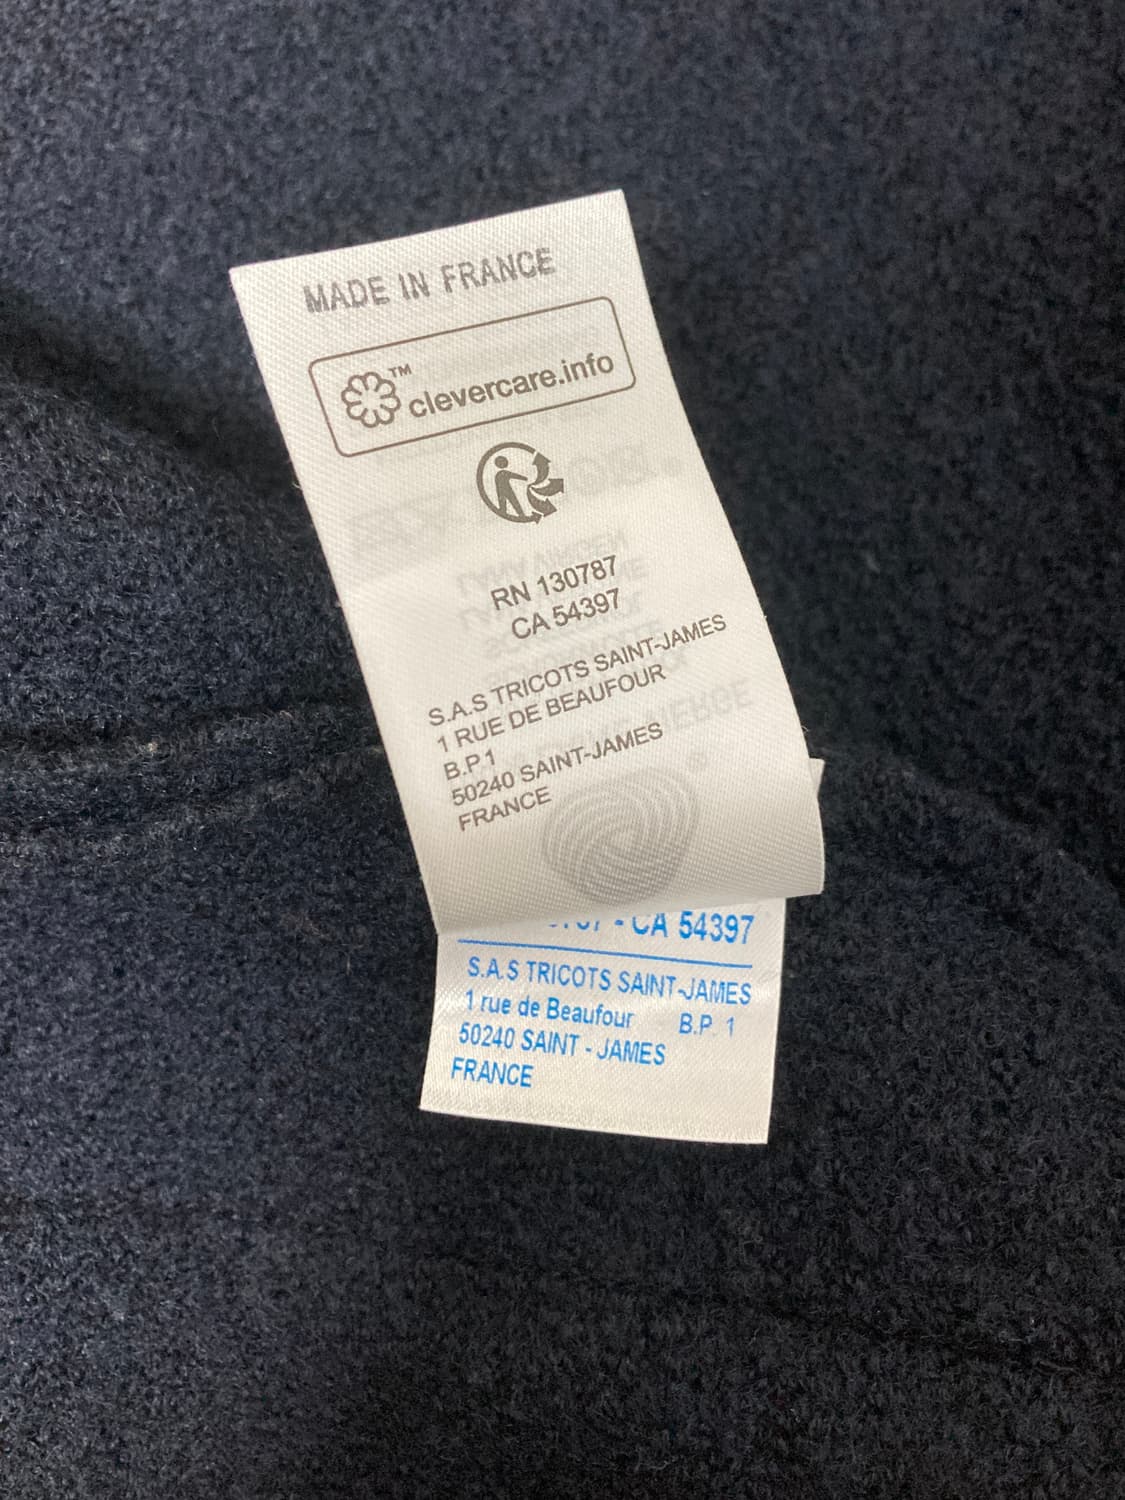 MADE IN FRANCE
™ clevercare.info
RN 130787
CA 54397
S.A.S TRICOTS SAINT-JAMES
1 RUE DE BEAUFOUR
B.P.1
50240 SAINT-JAMES
FRANCE
- CA 54397
S.A.S TRICOTS SAINT-JAMES
1 rue de Beaufour B.P. 1
50240 SAINT - JAMES
FRANCE